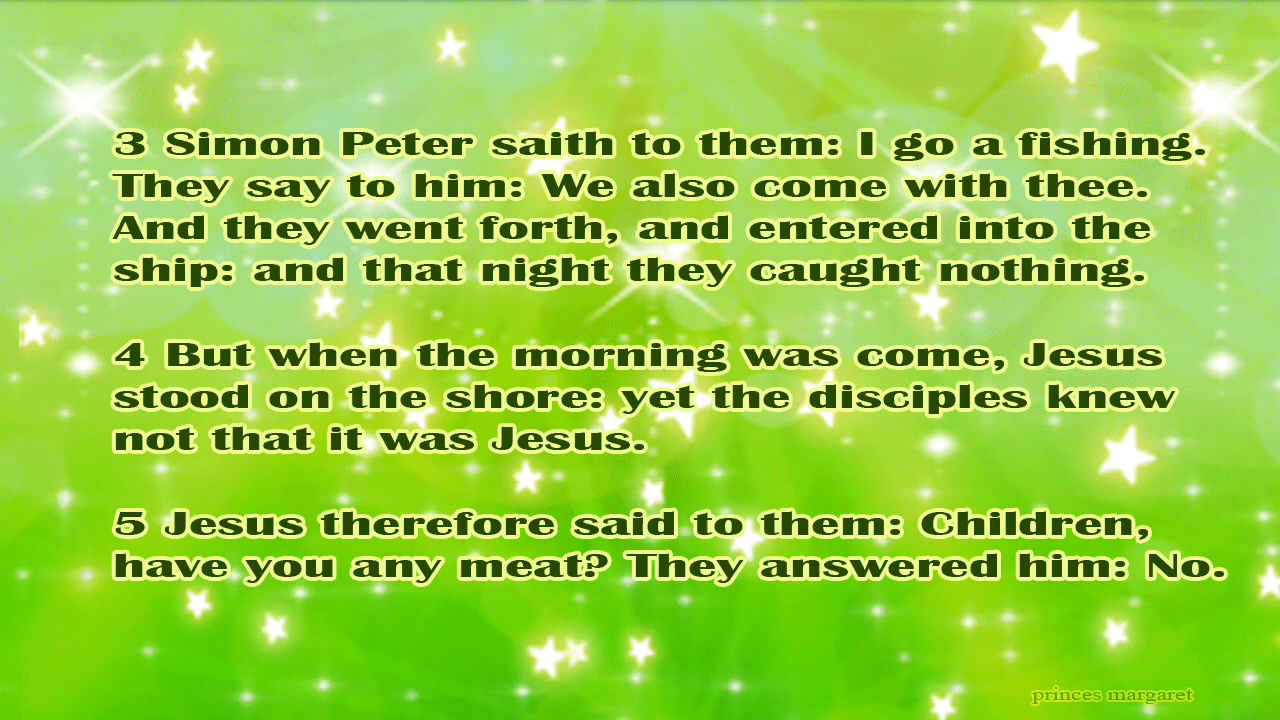 3 Simon Peter saith to them: I go a fishing.
They say to him: We also come with thee.
And they went forth, and entered into the
ship: and that night they caught nothing.
4 But when the morning was come, Jesus
stood on the shore: yet the disciples knew
not that it was Jesus.
5 Jesus therefore said to them: Children,
have you any meat? They answered him: No.
princes margaret